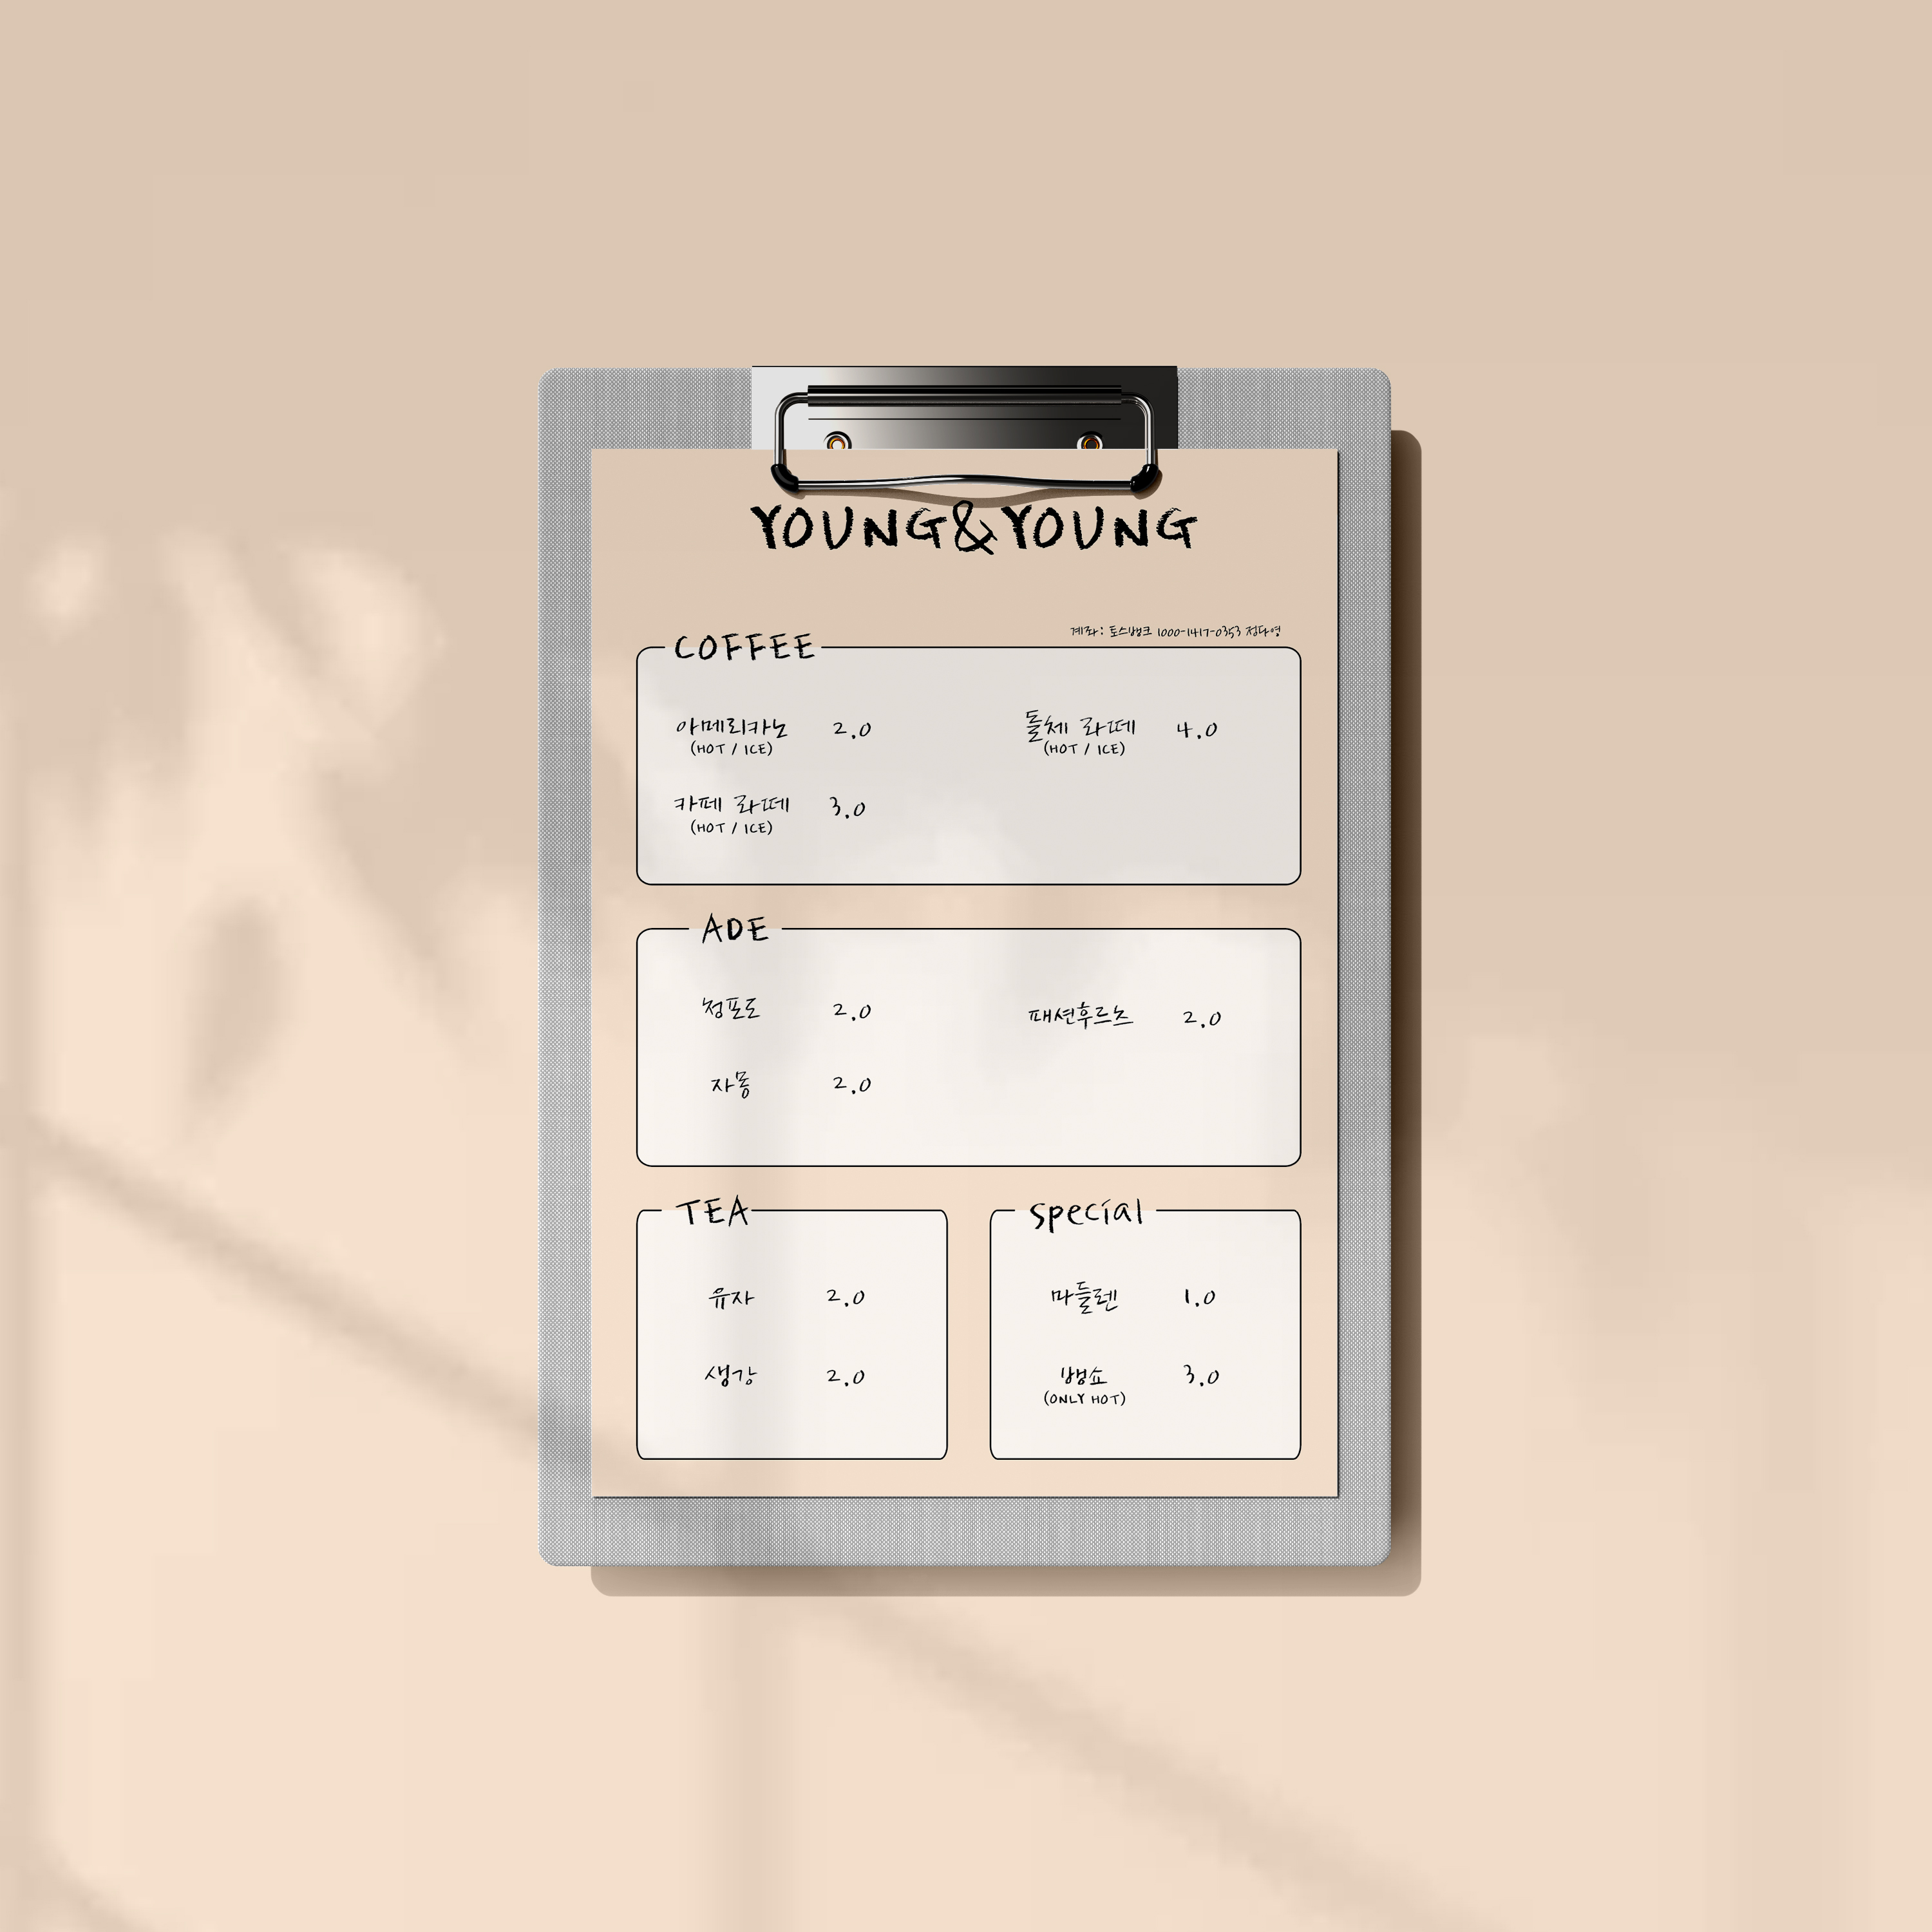 YOUNG&YOUNG
계좌: 토스뱅크 1000-1417-0353 정다영
COFFEE
아메리카노 2.0 돌체 라떼 4.0
(HOT / ICE) (HOT / ICE)
카페 라떼 3.0
(HOT / ICE)
ADE
청포도 2.0 패션후르츠 2.0
자몽 2.0
TEA
유자 2.0
생강 2.0
special
마들렌 1.0
뱅쇼 3.0
(ONLY HOT)